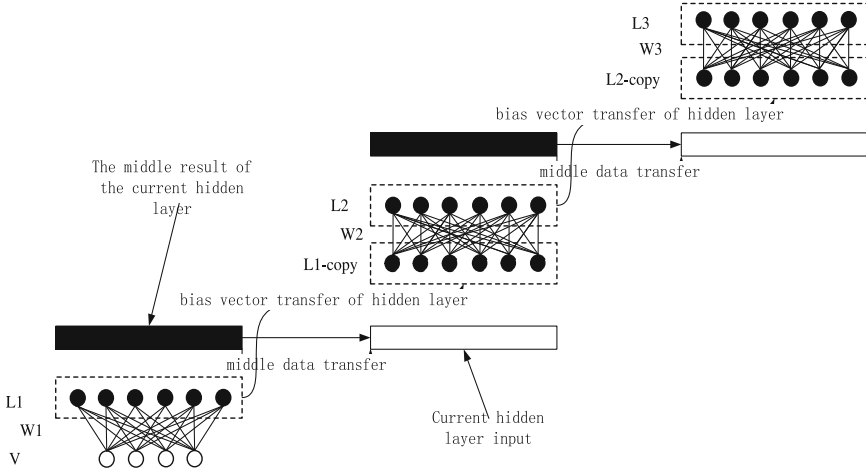 L3
W3
L2-copy
bias vector transfer of hidden layer
The middle result of
the current hidden
layer
middle data transfer
L2
W2
L1-copy
bias vector transfer of hidden layer
middle data transfer
L1
Current hidden
layer input
W1
V